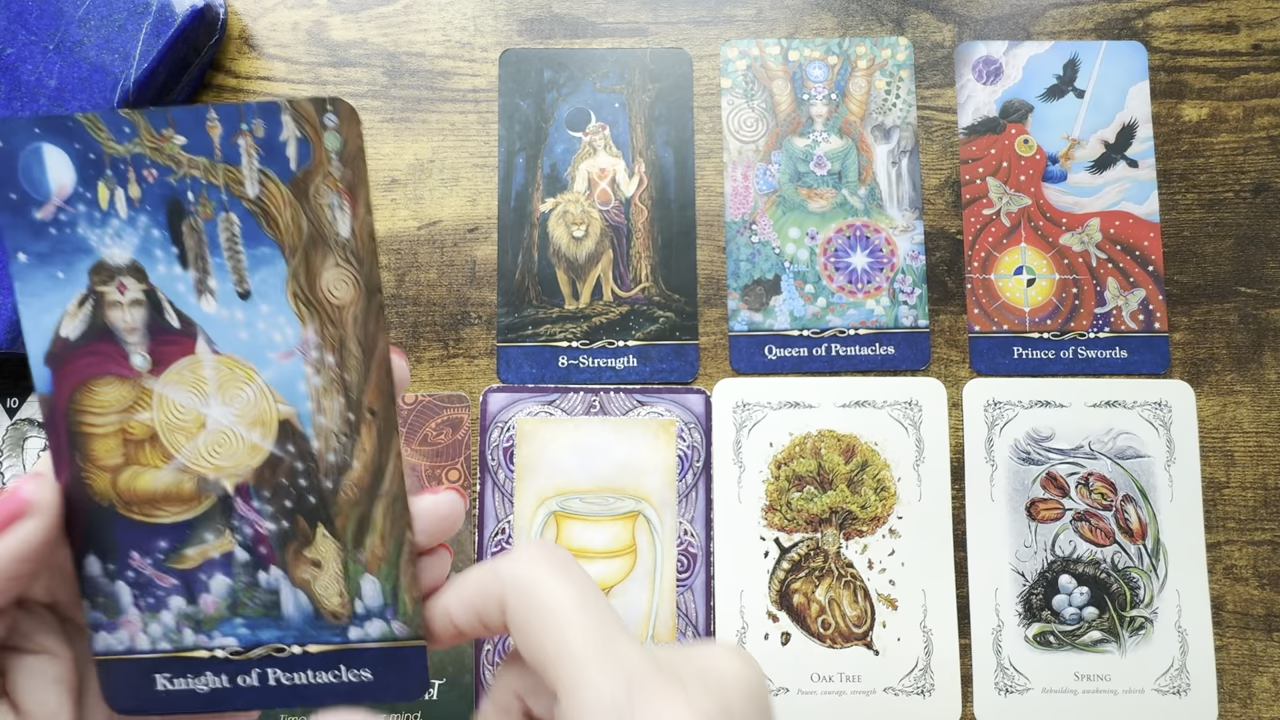 8~Strength
Queen of Pentacles
Prince of Swords
10
3
Knight of Pentacles
OAK TREE
Power, courage, strength
SPRING
Rebuilding, awakening, rebirth
mind.